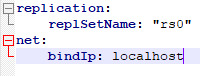 replication:
    replSetName: "rs0"
net:
    bindIp: localhost